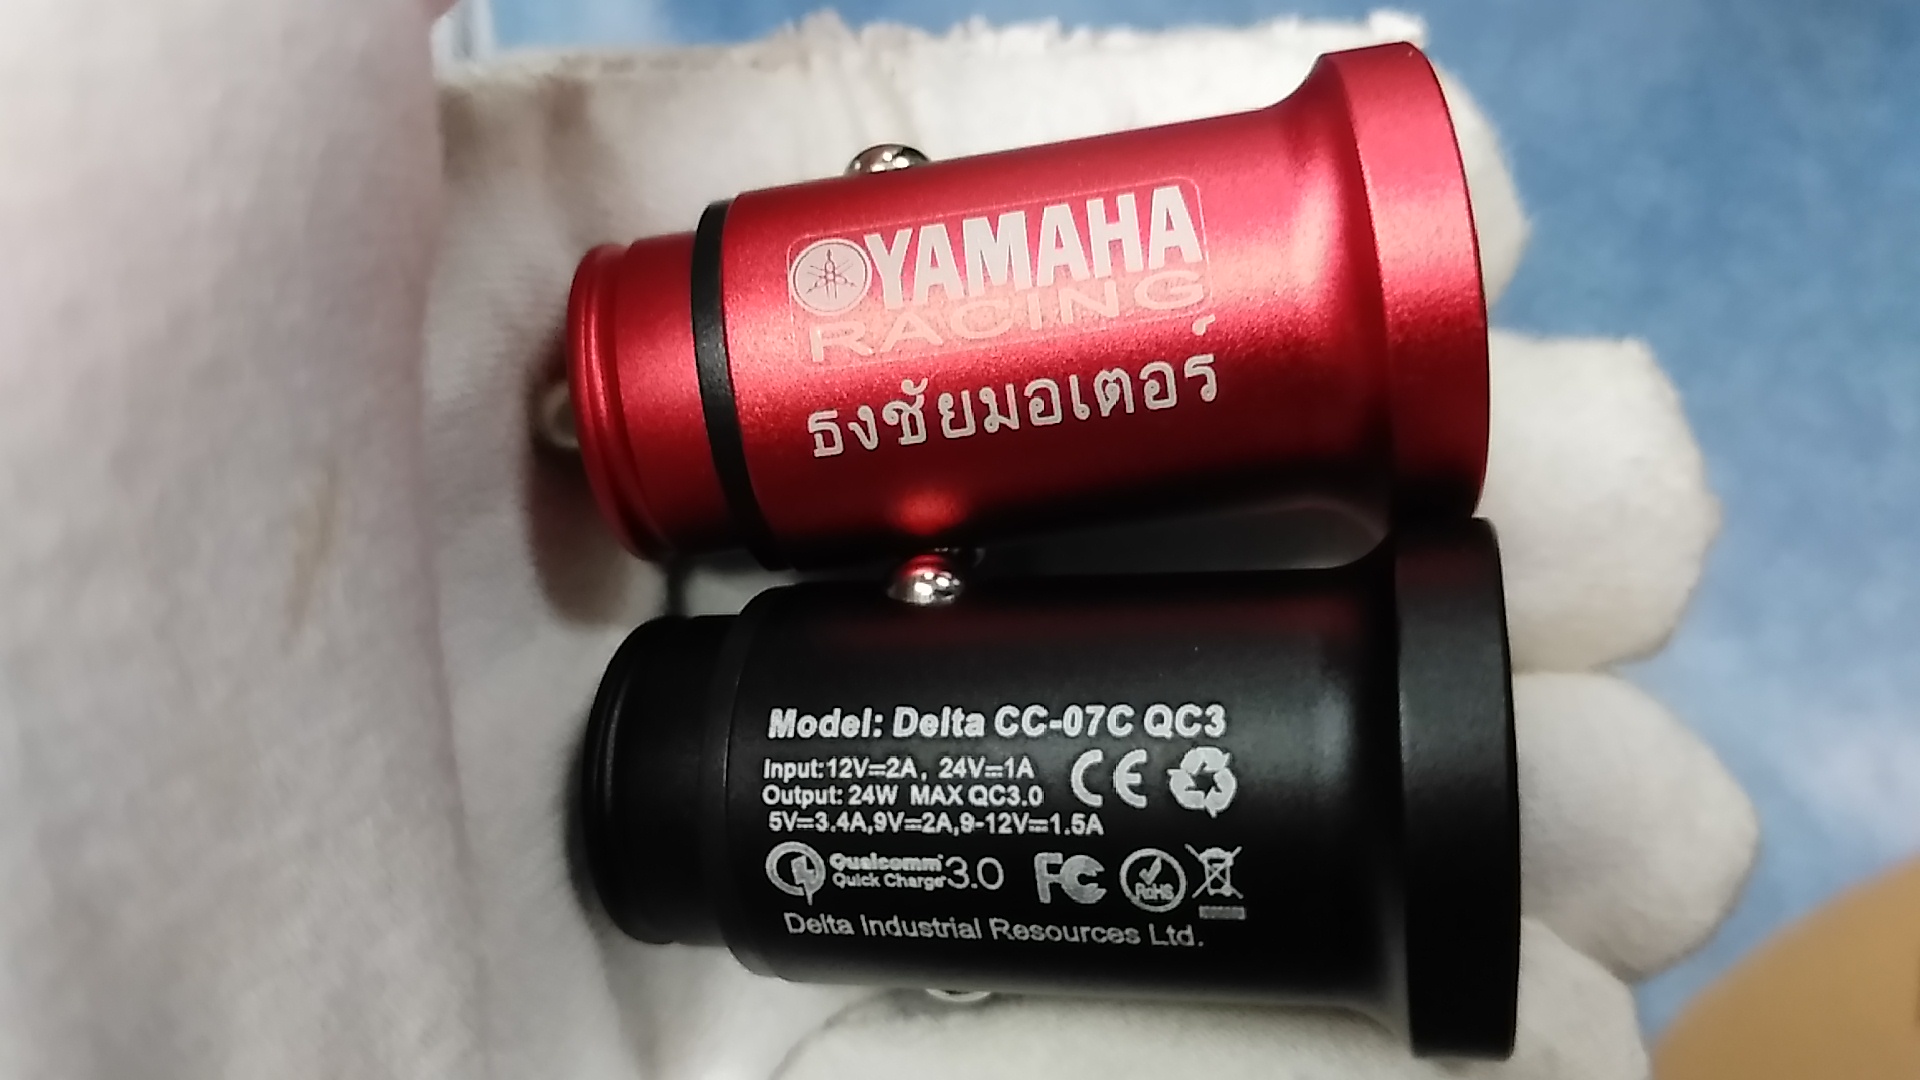 YAMAHA
RACING
ธงชัยมอเตอร์
Model: Delta CC-07C QC3
Input:12V=2A, 24V=1A
Output: 24W MAX QC3.0
5V=3.4A,9V=2A,9-12V=1.5A
CE
Qualcomm
Quick Charge 3.0
FC
RoHS
Delta Industrial Resources Ltd.